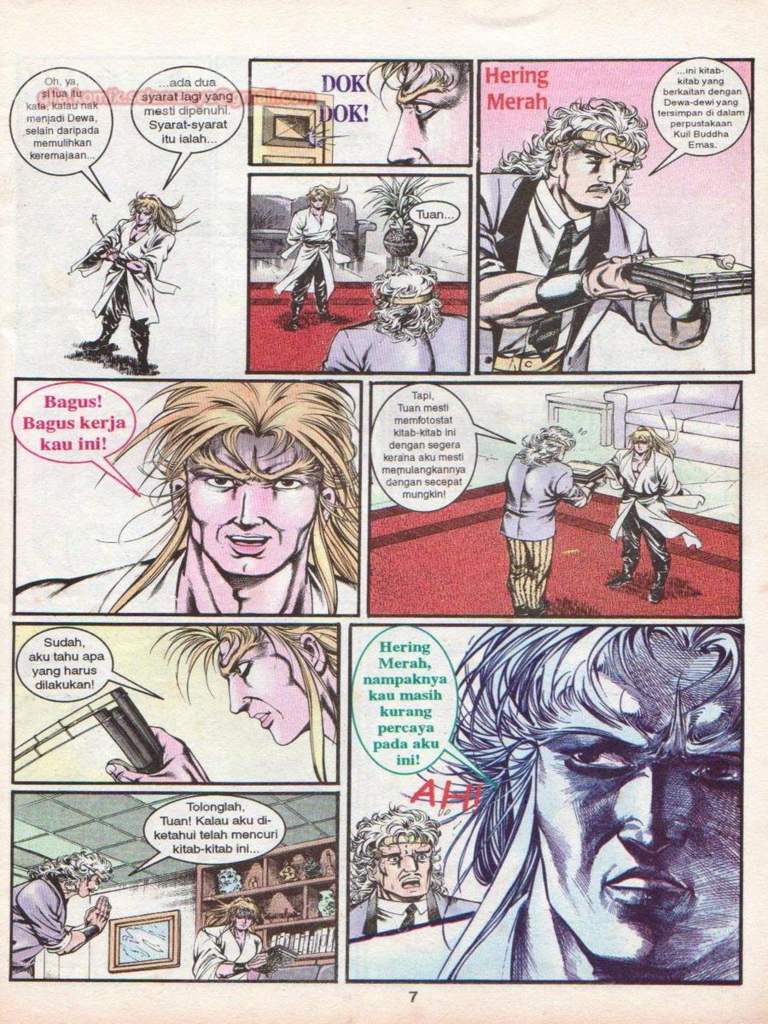 Oh, ya,
si tua itu
kata, kalau nak
menjadi Dewa,
selain daripada
memulihkan
keremajaan...
...ada dua
syarat lagi yang
mesti dipenuhi.
Syarat-syarat
itu ialah...
DOK
DOK!
Tuan...
Hering
Merah
...ini kitab-
kitab yang
berkaitan dengan
Dewa-dewi yang
tersimpan di dalam
perpustakaan
Kuil Buddha
Emas.
Bagus!
Bagus kerja
kau ini!
Tapi,
Tuan mesti
memfotostat
kitab-kitab ini
dengan segera
kerana aku mesti
memulangkannya
dengan secepat
mungkin!
Sudah,
aku tahu apa
yang harus
dilakukan!
Hering
Merah,
nampaknya
kau masih
kurang
percaya
pada aku
ini!
AH!
Tolonglah,
Tuan! Kalau aku di-
ketahui telah mencuri
kitab-kitab ini...
7